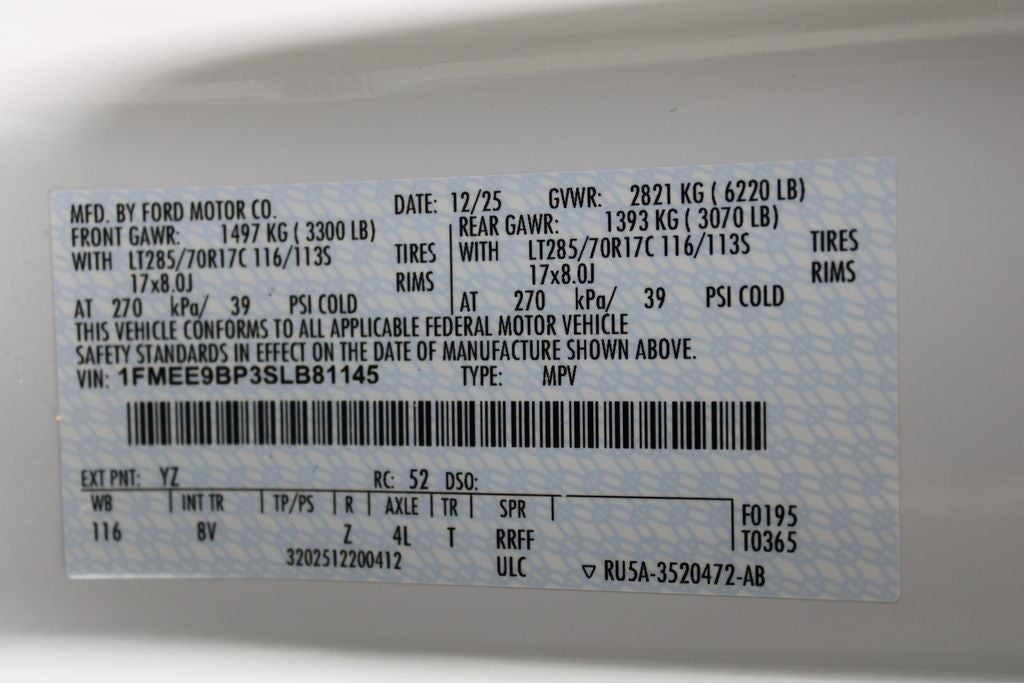 MFD. BY FORD MOTOR CO. DATE: 12/25 GVWR: 2821 KG ( 6220 LB)
FRONT GAWR: 1497 KG ( 3300 LB) REAR GAWR: 1393 KG ( 3070 LB)
WITH LT285/70R17C 116/113S TIRES WITH LT285/70R17C 116/113S TIRES
17x8.0J RIMS 17x8.0J RIMS
AT 270 kPa/ 39 PSI COLD AT 270 kPa/ 39 PSI COLD
THIS VEHICLE CONFORMS TO ALL APPLICABLE FEDERAL MOTOR VEHICLE
SAFETY STANDARDS IN EFFECT ON THE DATE OF MANUFACTURE SHOWN ABOVE.
VIN: 1FMEE9BP3SLB81145 TYPE: MPV
EXT PNT: YZ RC: 52 DSO:
WB INT TR TP/PS R AXLE TR SPR F0195
116 8V Z 4L T RRFF T0365
3202512200412 ULC ▽ RU5A-3520472-AB